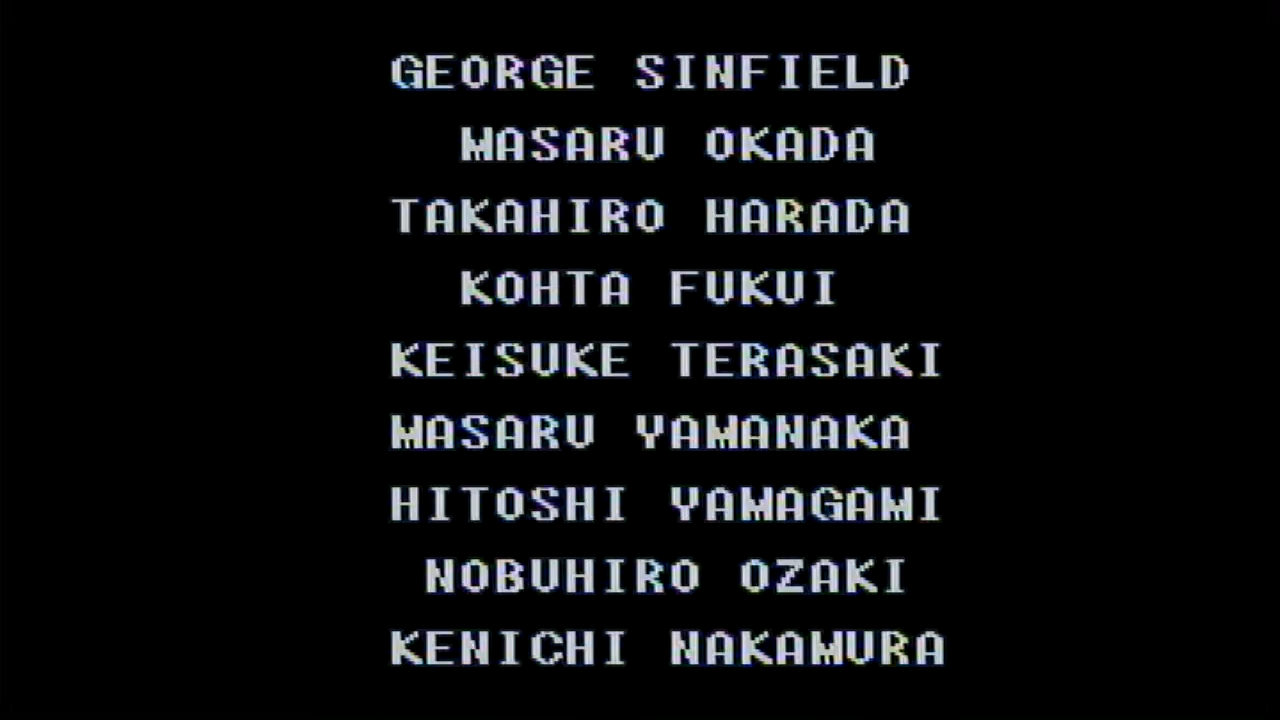 GEORGE SINFIELD
MASARU OKADA
TAKAHIRO HARADA
KOHTA FUKUI
KEISUKE TERASAKI
MASARU YAMANAKA
HITOSHI YAMAGAMI
NOBUHIRO OZAKI
KENICHI NAKAMURA